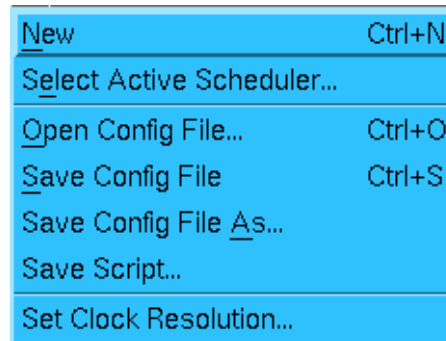 New Ctrl+N
Select Active Scheduler...
Open Config File... Ctrl+O
Save Config File Ctrl+S
Save Config File As...
Save Script...
Set Clock Resolution...